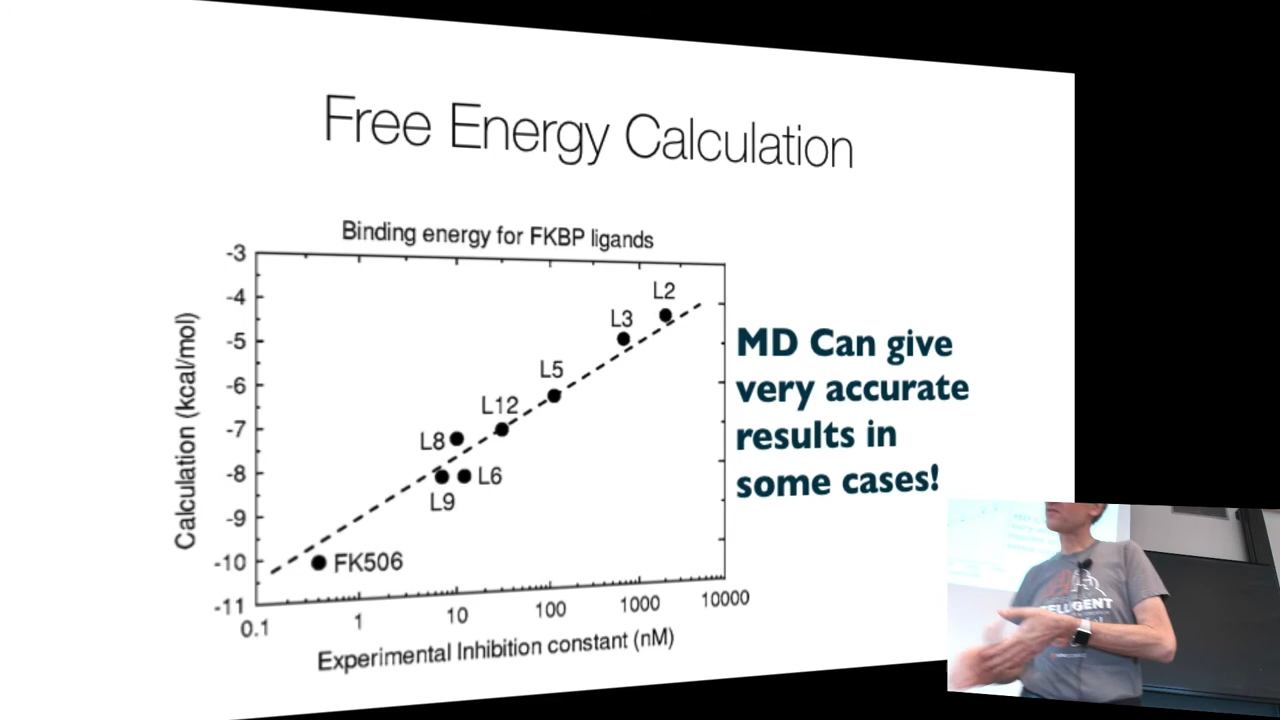 Free Energy Calculation
Binding energy for FKBP ligands
-3
-4
-5
-6
-7
-8
-9
-10
-11
Calculation (kcal/mol)
L2
L3
L5
L12
L8
L6
L9
FK506
0.1
1
10
100
1000
10000
Experimental Inhibition constant (nM)
MD Can give
very accurate
results in
some cases!